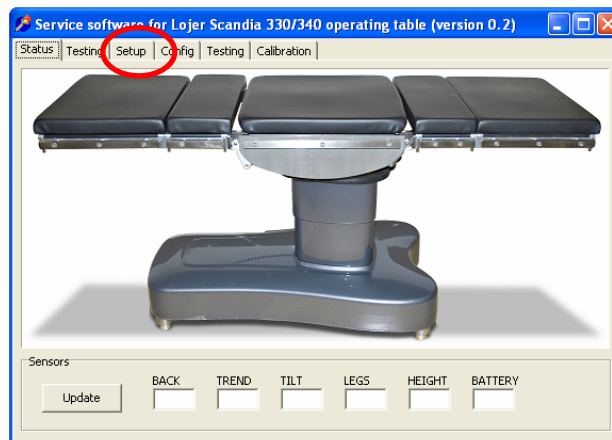 Service software for Lojer Scandia 330/340 operating table (version 0.2)
Status Testing Setup Config Testing Calibration
Sensors
BACK TREND TILT LEGS HEIGHT BATTERY
Update